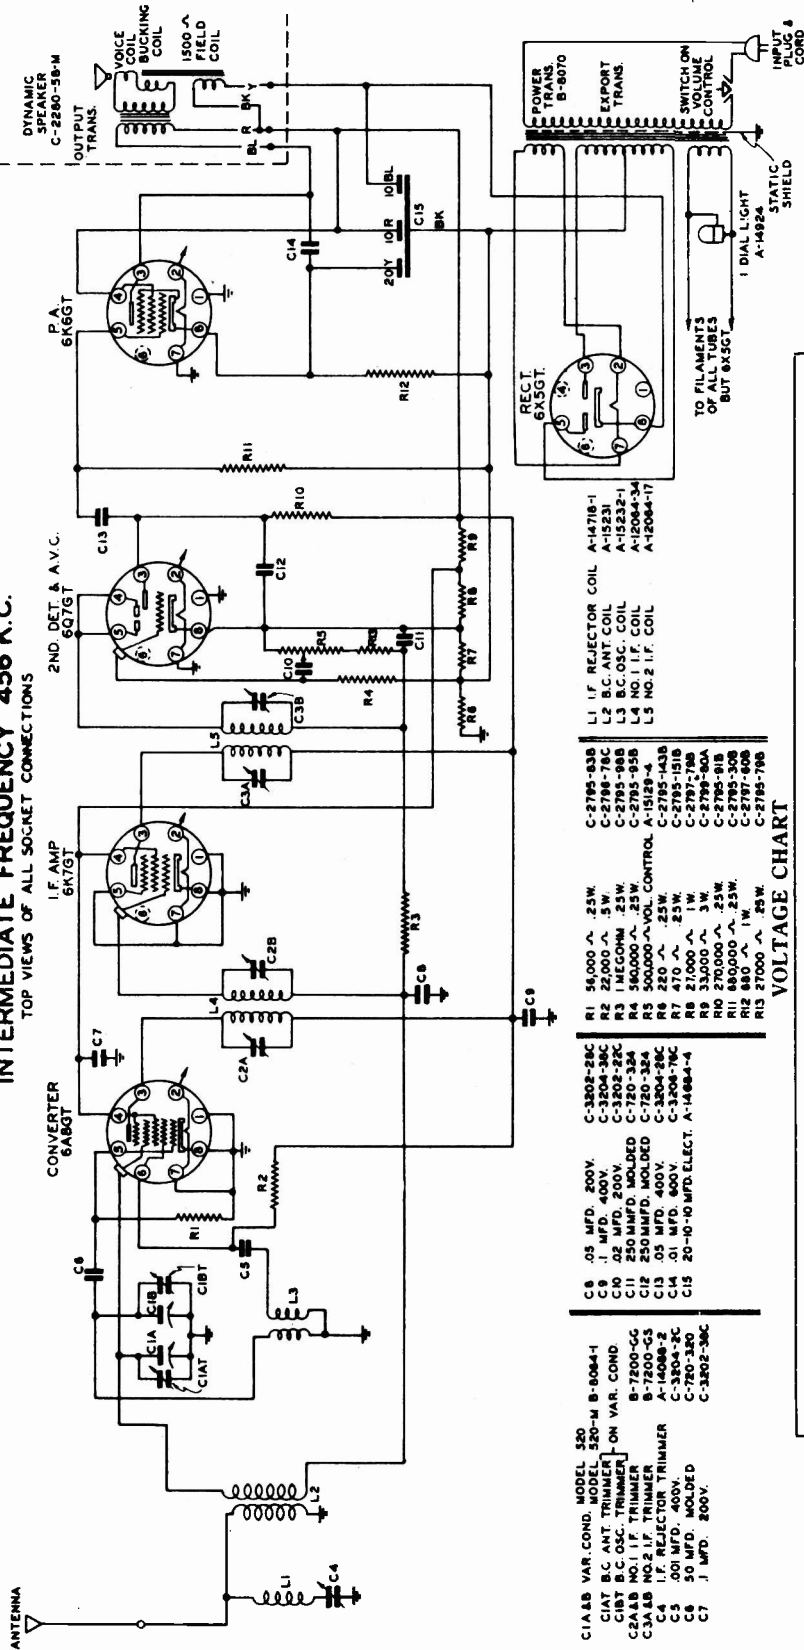 INTERMEDIATE FREQUENCY 456 K.C.
TOP VIEWS OF ALL SOCKET CONNECTIONS
ANTENNA
L1
C4
L2
CONVERTER
6A8GT
C6
C1A
C1B
C1AT
C1BT
L3
C5
R1
R2
C7
C2A
L4
C2B
C8
C9
R3
I.F. AMP
6K7GT
C3A
L5
C3B
2ND. DET. & A.V.C.
6Q7GT
R4
C10
R5
R13
C11
C12
C13
R6
R7
R8
R9
R10
R11
P.A.
6K6GT
R12
C14
20Y
10R
10BL
C15
BK
DYNAMIC
SPEAKER
C-2280-5B-M
OUTPUT
TRANS.
VOICE
COIL
BUCKING
COIL
1500 ~
FIELD
COIL
BL
R
BK
Y
RECT.
6X5GT.
POWER
TRANS.
B-8070
EXPORT
TRANS.
SWITCH ON
VOLUME
CONTROL
INPUT
PLUG &
CORD
STATIC
SHIELD
1 DIAL LIGHT
A-14924
TO FILAMENTS
OF ALL TUBES
BUT 6X5GT
C1A&B VAR. COND. MODEL 520
MODEL 520-M B-8084-1
C1AT B.C. ANT. TRIMMER
C1BT B.C. OSC. TRIMMER
ON VAR. COND.
C2A&B NO.1 I.F. TRIMMER B-7200-GG
C3A&B NO.2 I.F. TRIMMER B-7200-GS
C4 I.F. REJECTOR TRIMMER A-14088-2
C5 .001 MFD. 400V. C-3204-2C
C6 50 MFD. MOLDED C-720-320
C7 .1 MFD. 200V. C-3202-38C
C8 .05 MFD. 200V. C-3202-28C
C9 .1 MFD. 400V. C-3204-38C
C10 .02 MFD. 200V. C-3202-22C
C11 250 MMFD. MOLDED C-720-324
C12 250 MMFD. MOLDED C-720-324
C13 .05 MFD. 400V. C-3204-28C
C14 .01 MFD. 600V. C-3206-76C
C15 20-10-10 MFD. ELECT. A-14684-4
R1 56,000 ~ .25W. C-2795-83B
R2 22,000 ~ .5W. C-2796-78C
R3 1 MEGOHM .25W. C-2795-98B
R4 560,000 ~ .25W. C-2795-95B
R5 500,000 ~ VOL. CONTROL A-15129-4
R6 220 ~ .25W. C-2795-143B
R7 470 ~ .25W. C-2795-151B
R8 27,000 ~ 1W. C-2797-79B
R9 33,000 ~ 3W. C-2799-80A
R10 270,000 ~ .25W. C-2795-91B
R11 680,000 ~ .25W. C-2795-30B
R12 680 ~ 1W. C-2797-60B
R13 27000 ~ .25W. C-2795-79B
L1 I.F. REJECTOR COIL A-14718-1
L2 B.C. ANT. COIL A-15231
L3 B.C. OSC. COIL A-15232-1
L4 NO.1 I.F. COIL A-12064-34
L5 NO.2 I.F. COIL A-12064-17
VOLTAGE CHART